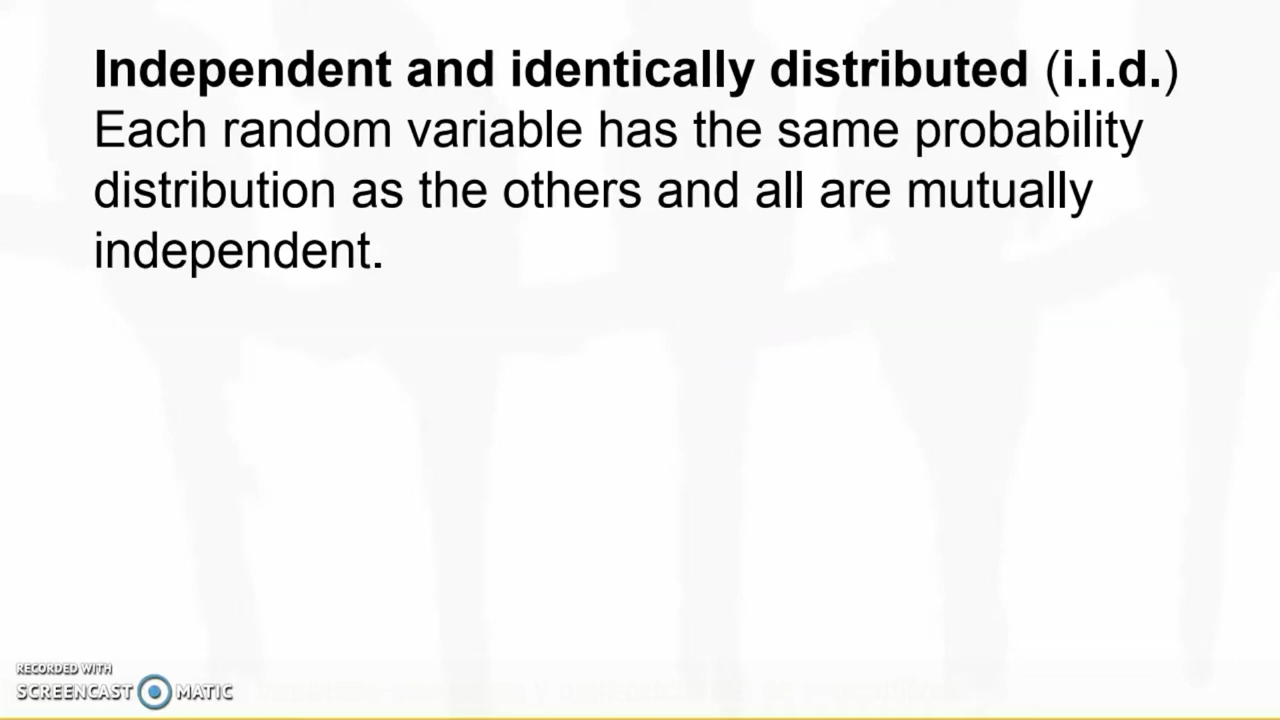 Independent and identically distributed (i.i.d.)
Each random variable has the same probability
distribution as the others and all are mutually
independent.
RECORDED WITH
SCREENCAST MATIC